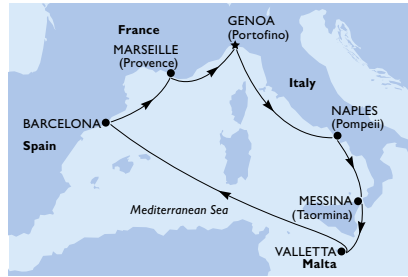 GENOA
(Portofino)
France
MARSEILLE
(Provence)
Italy
NAPLES
(Pompeii)
BARCELONA
Spain
MESSINA
(Taormina)
Mediterranean Sea
VALLETTA
Malta